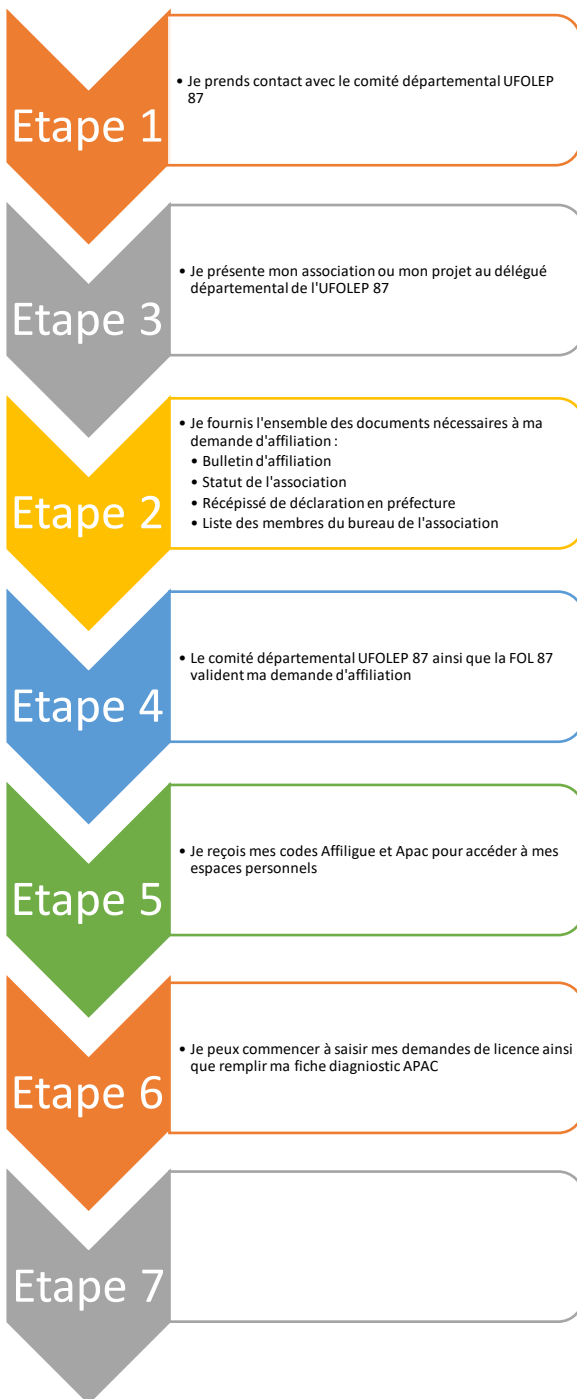 Etape 1
• Je prends contact avec le comité départemental UFOLEP
87
Etape 3
• Je présente mon association ou mon projet au délégué
départemental de l'UFOLEP 87
Etape 2
• Je fournis l'ensemble des documents nécessaires à ma
demande d'affiliation :
• Bulletin d'affiliation
• Statut de l'association
• Récépissé de déclaration en préfecture
• Liste des membres du bureau de l'association
Etape 4
• Le comité départemental UFOLEP 87 ainsi que la FOL 87
valident ma demande d'affiliation
Etape 5
• Je reçois mes codes Affiligue et Apac pour accéder à mes
espaces personnels
Etape 6
• Je peux commencer à saisir mes demandes de licence ainsi
que remplir ma fiche diagniostic APAC
Etape 7